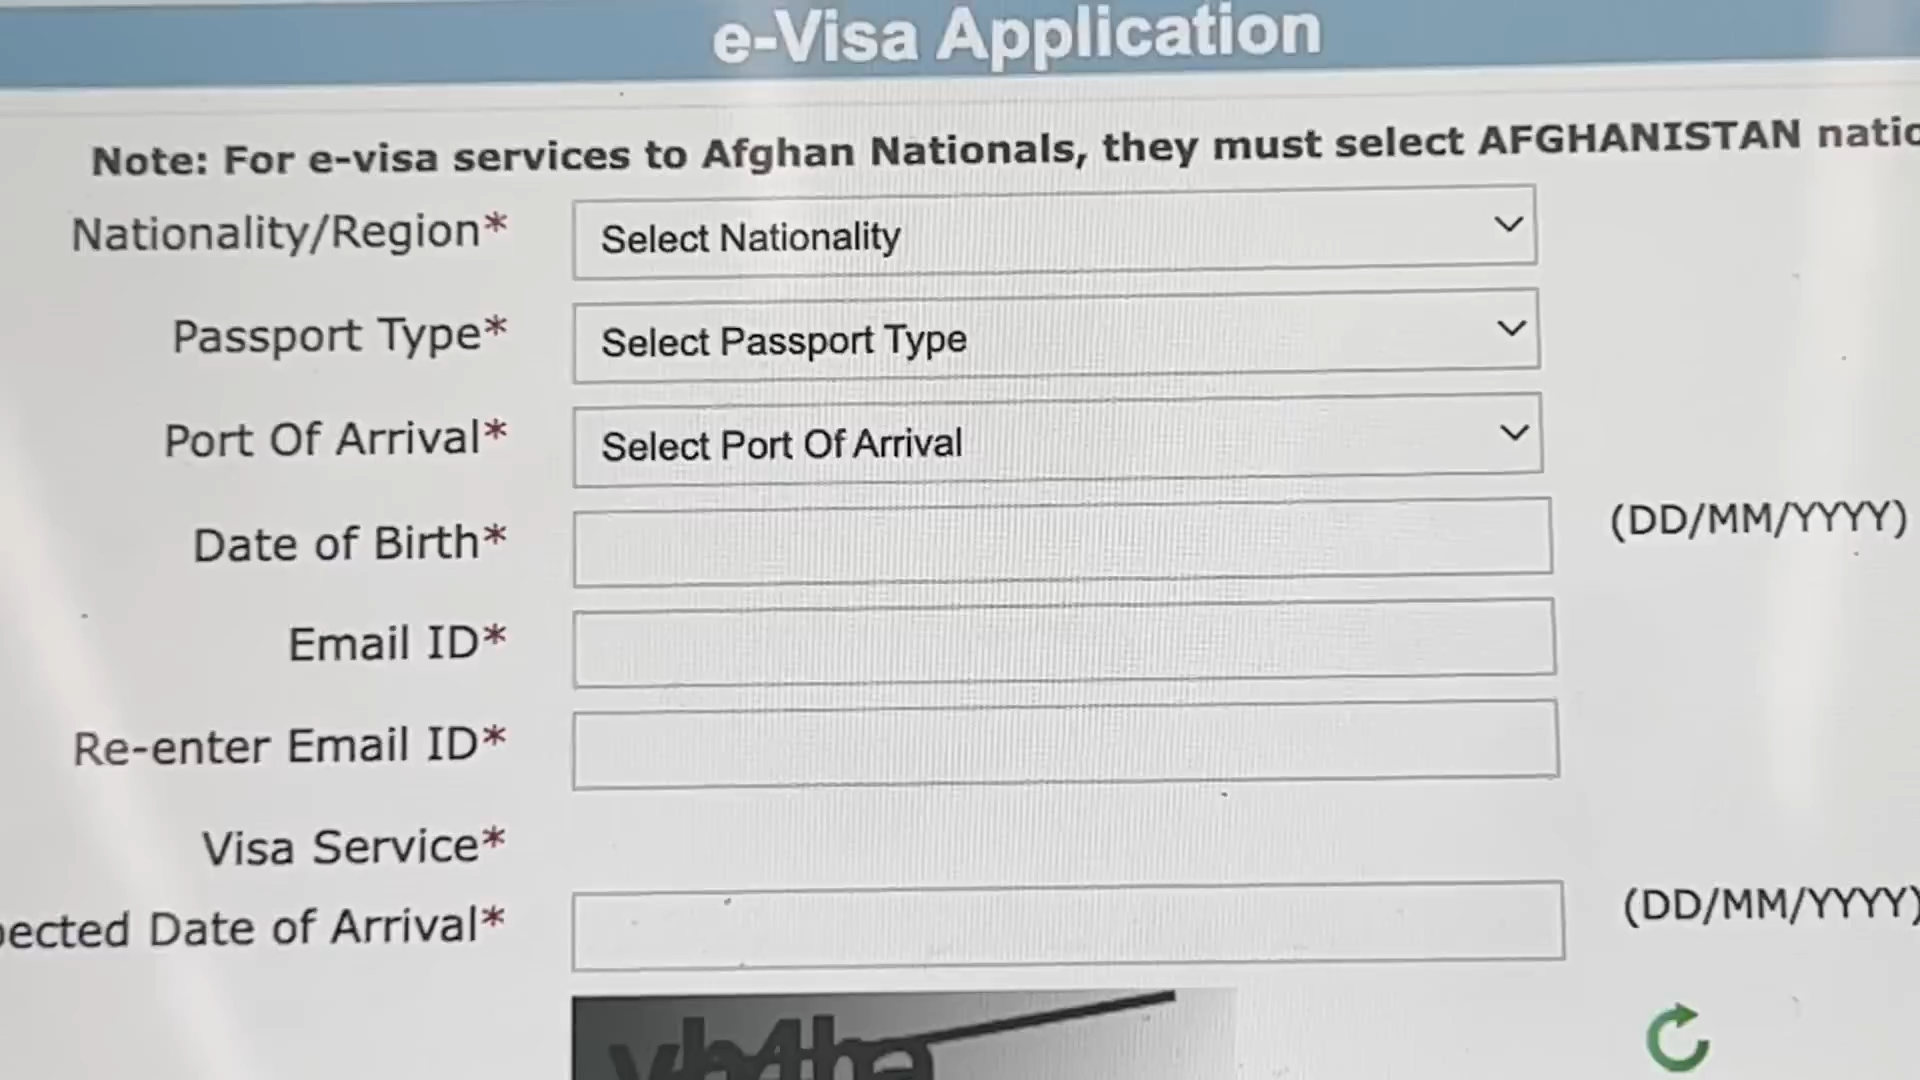 e-Visa Application
Note: For e-visa services to Afghan Nationals, they must select AFGHANISTAN
Nationality/Region* Select Nationality
Passport Type* Select Passport Type
Port Of Arrival* Select Port Of Arrival
Date of Birth* (DD/MM/YYYY)
Email ID*
Re-enter Email ID*
Visa Service*
Date of Arrival* (DD/MM/YYYY)